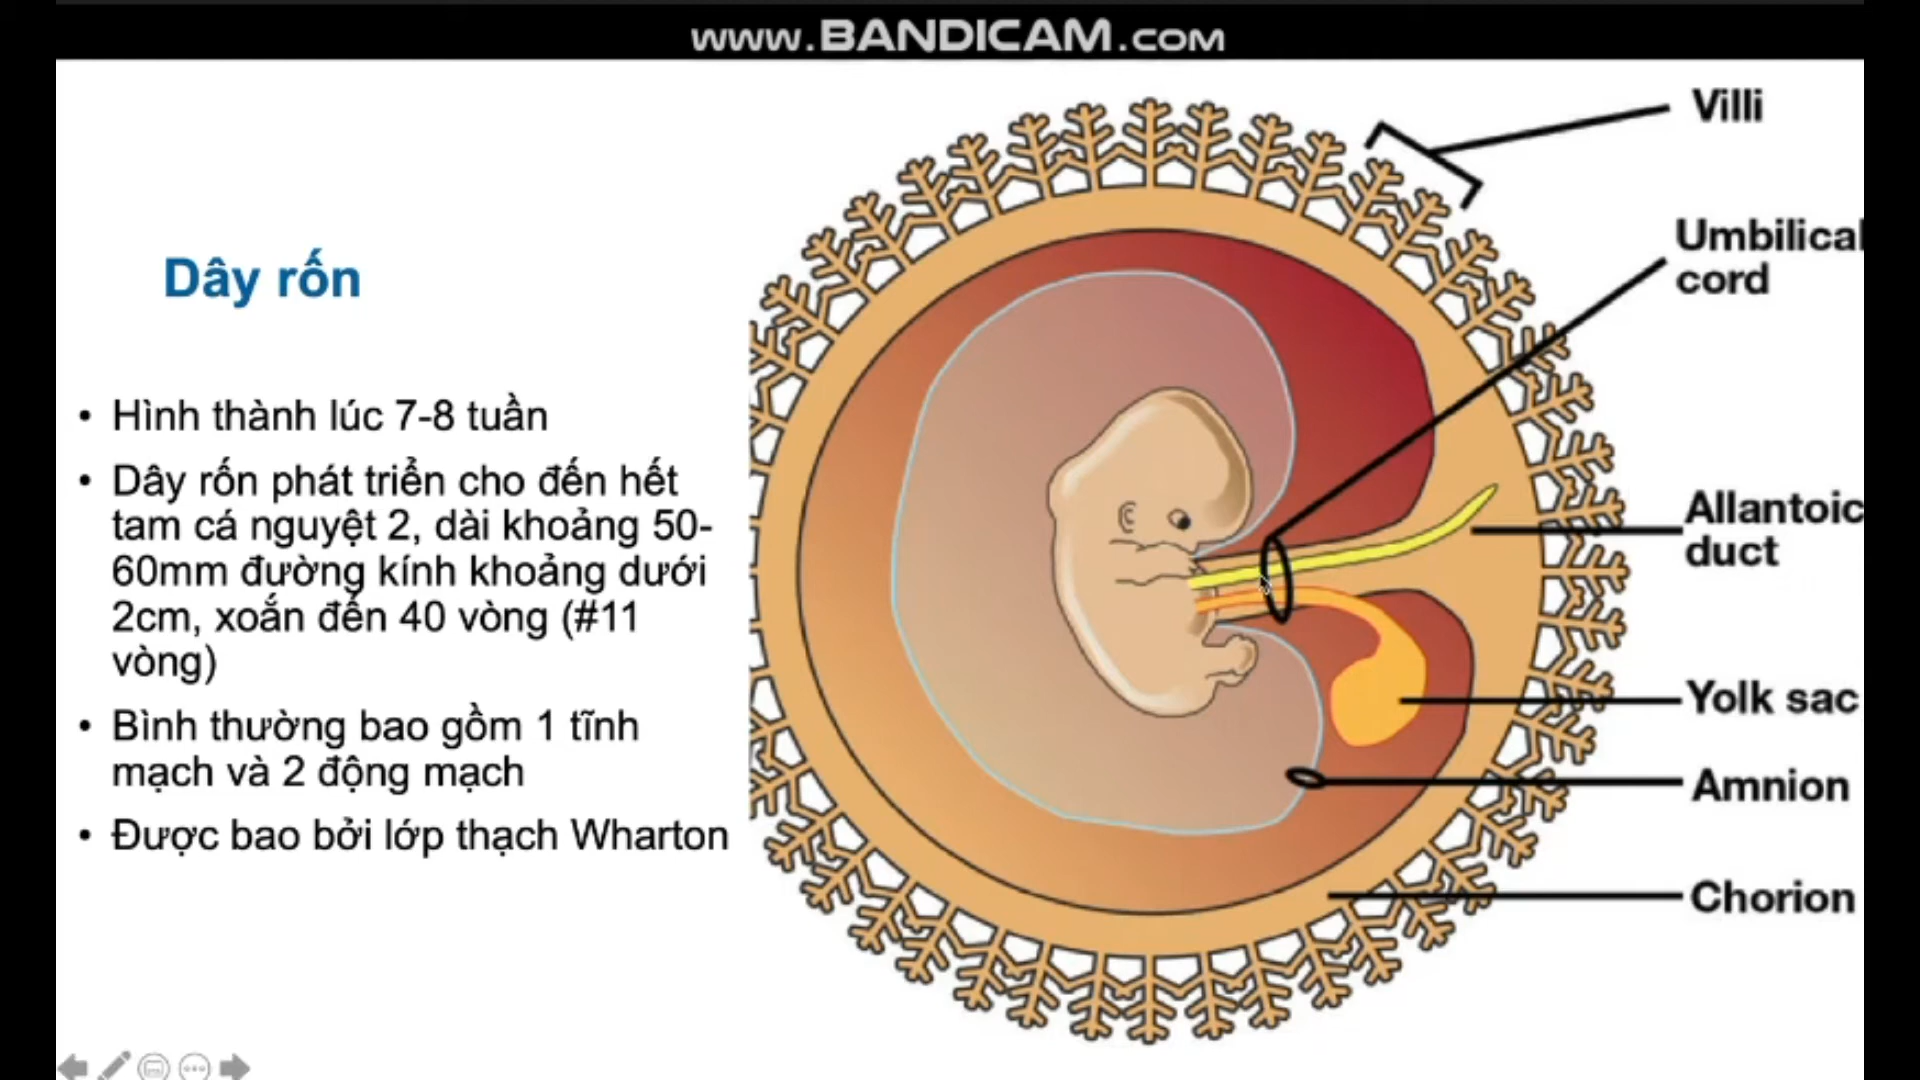 www.BANDICAM.COM
Dây rốn
• Hình thành lúc 7-8 tuần
• Dây rốn phát triển cho đến hết
tam cá nguyệt 2, dài khoảng 50-
60mm đường kính khoảng dưới
2cm, xoắn đến 40 vòng (#11
vòng)
• Bình thường bao gồm 1 tĩnh
mạch và 2 động mạch
• Được bao bởi lớp thạch Wharton
Villi
Umbilical
cord
Allantoic
duct
Yolk sac
Amnion
Chorion